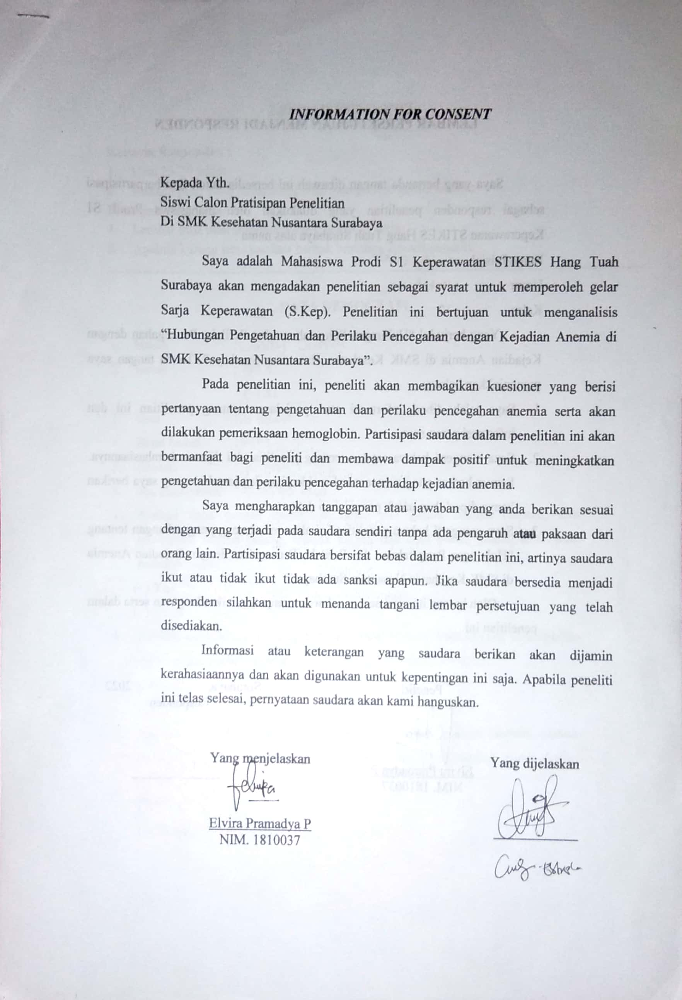 INFORMATION FOR CONSENT
Kepada Yth.
Siswi Calon Pratisipan Penelitian
Di SMK Kesehatan Nusantara Surabaya
Saya adalah Mahasiswa Prodi S1 Keperawatan STIKES Hang Tuah
Surabaya akan mengadakan penelitian sebagai syarat untuk memperoleh gelar
Sarja Keperawatan (S.Kep). Penelitian ini bertujuan untuk menganalisis
“Hubungan Pengetahuan dan Perilaku Pencegahan dengan Kejadian Anemia di
SMK Kesehatan Nusantara Surabaya”.
Pada penelitian ini, peneliti akan membagikan kuesioner yang berisi
pertanyaan tentang pengetahuan dan perilaku pencegahan anemia serta akan
dilakukan pemeriksaan hemoglobin. Partisipasi saudara dalam penelitian ini akan
bermanfaat bagi peneliti dan membawa dampak positif untuk meningkatkan
pengetahuan dan perilaku pencegahan terhadap kejadian anemia.
Saya mengharapkan tanggapan atau jawaban yang anda berikan sesuai
dengan yang terjadi pada saudara sendiri tanpa ada pengaruh atau paksaan dari
orang lain. Partisipasi saudara bersifat bebas dalam penelitian ini, artinya saudara
ikut atau tidak ikut tidak ada sanksi apapun. Jika saudara bersedia menjadi
responden silahkan untuk menanda tangani lembar persetujuan yang telah
disediakan.
Informasi atau keterangan yang saudara berikan akan dijamin
kerahasiaannya dan akan digunakan untuk kepentingan ini saja. Apabila peneliti
ini telas selesai, pernyataan saudara akan kami hanguskan.
Yang menjelaskan
Yang dijelaskan
Elvira Pramadya P
NIM. 1810037